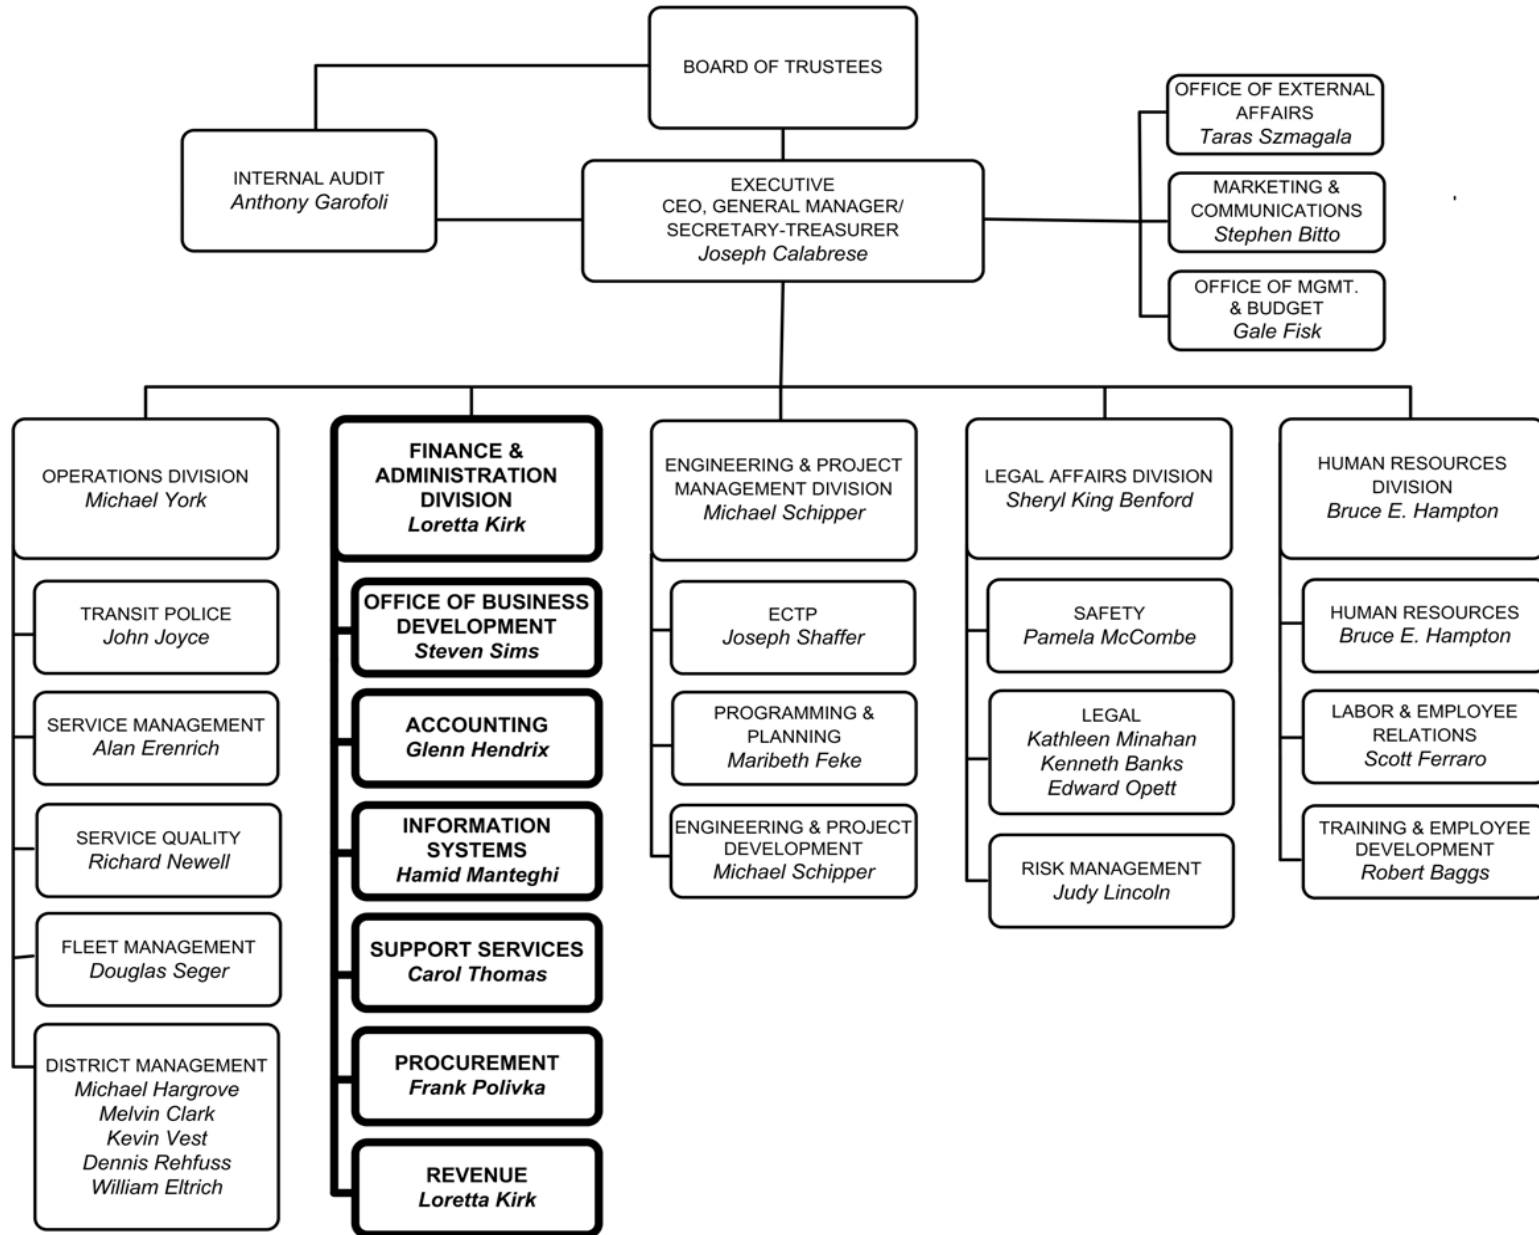 BOARD OF TRUSTEES
INTERNAL AUDIT
Anthony Garofoli
EXECUTIVE
CEO, GENERAL MANAGER/
SECRETARY-TREASURER
Joseph Calabrese
OFFICE OF EXTERNAL
AFFAIRS
Taras Szmagala
MARKETING &
COMMUNICATIONS
Stephen Bitto
OFFICE OF MGMT.
& BUDGET
Gale Fisk
OPERATIONS DIVISION
Michael York
TRANSIT POLICE
John Joyce
SERVICE MANAGEMENT
Alan Erenrich
SERVICE QUALITY
Richard Newell
FLEET MANAGEMENT
Douglas Seger
DISTRICT MANAGEMENT
Michael Hargrove
Melvin Clark
Kevin Vest
Dennis Rehfuss
William Eltrich
FINANCE &
ADMINISTRATION
DIVISION
Loretta Kirk
OFFICE OF BUSINESS
DEVELOPMENT
Steven Sims
ACCOUNTING
Glenn Hendrix
INFORMATION
SYSTEMS
Hamid Manteghi
SUPPORT SERVICES
Carol Thomas
PROCUREMENT
Frank Polivka
REVENUE
Loretta Kirk
ENGINEERING & PROJECT
MANAGEMENT DIVISION
Michael Schipper
ECTP
Joseph Shaffer
PROGRAMMING &
PLANNING
Maribeth Feke
ENGINEERING & PROJECT
DEVELOPMENT
Michael Schipper
LEGAL AFFAIRS DIVISION
Sheryl King Benford
SAFETY
Pamela McCombe
LEGAL
Kathleen Minahan
Kenneth Banks
Edward Opett
RISK MANAGEMENT
Judy Lincoln
HUMAN RESOURCES
DIVISION
Bruce E. Hampton
HUMAN RESOURCES
Bruce E. Hampton
LABOR & EMPLOYEE
RELATIONS
Scott Ferraro
TRAINING & EMPLOYEE
DEVELOPMENT
Robert Baggs